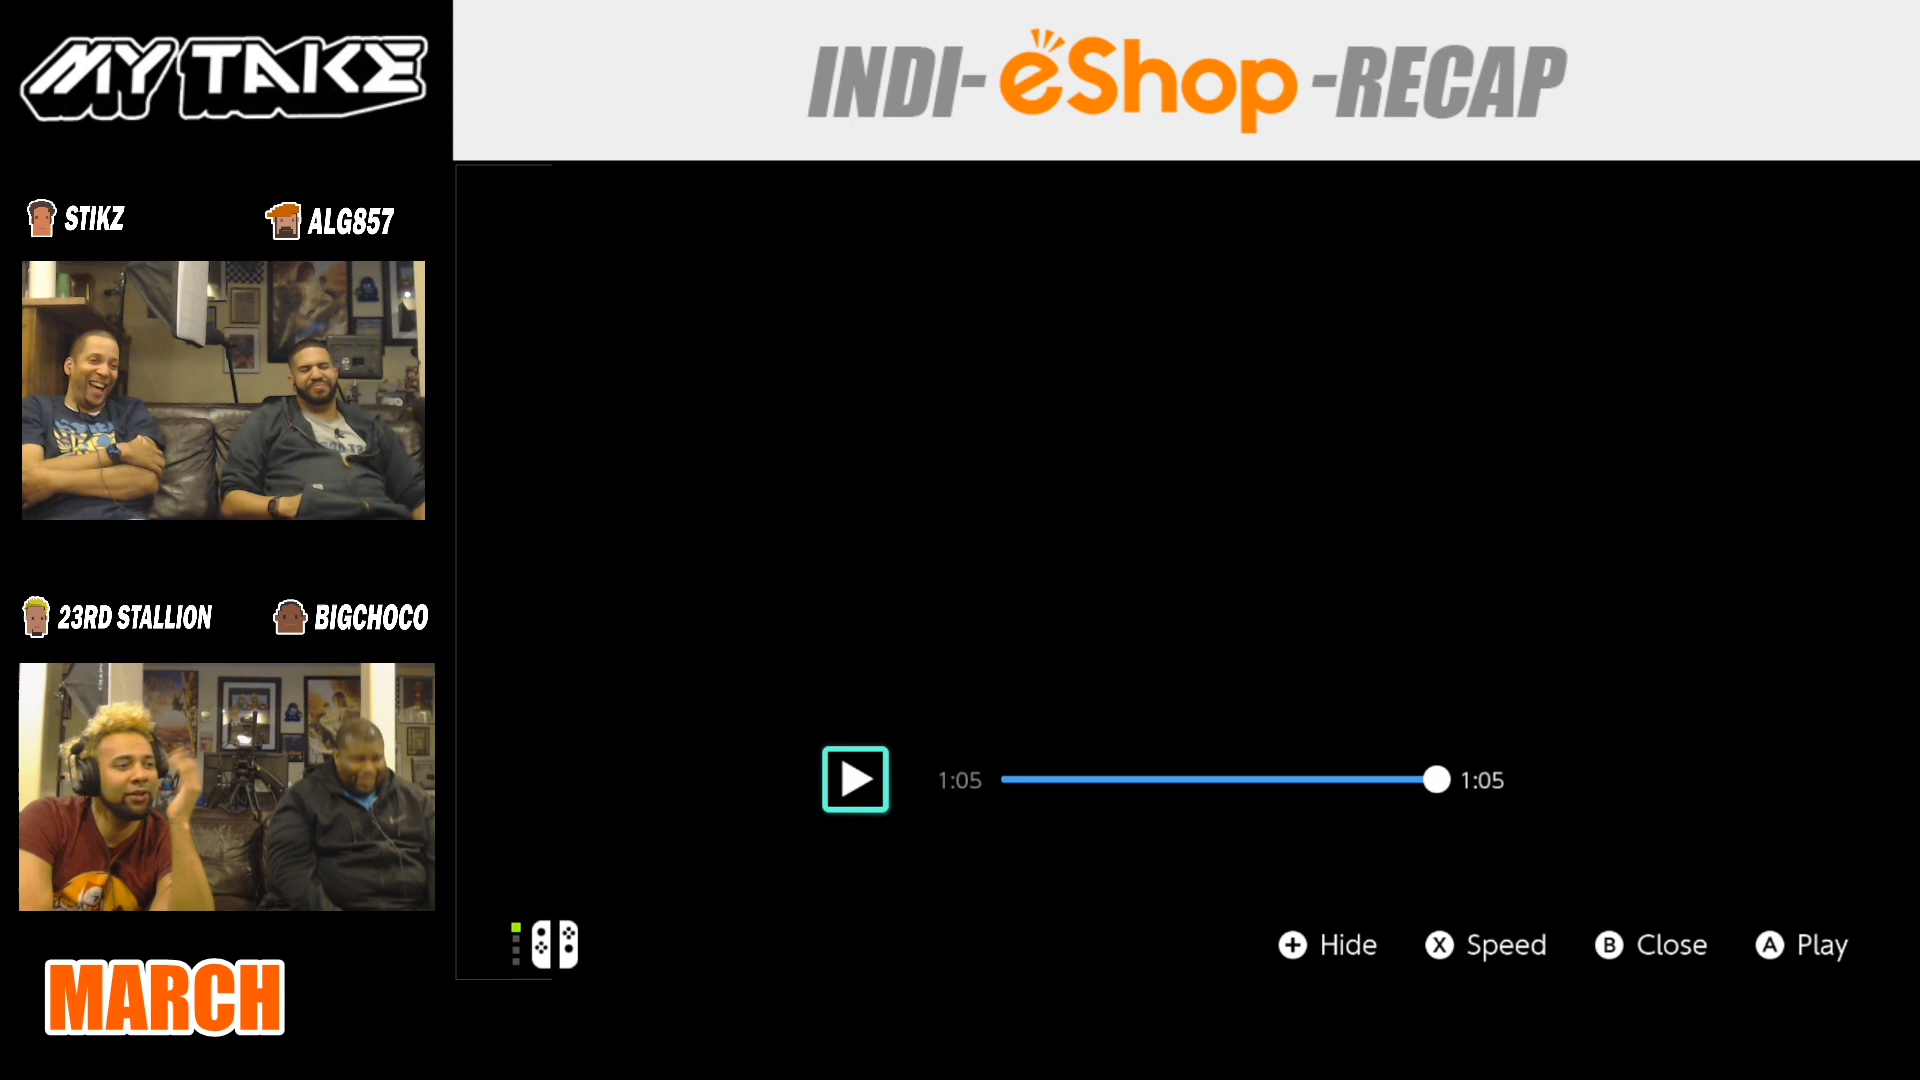 MY TAKE
INDI-eShop-RECAP
STIKZ
ALG857
23RD STALLION
BIGCHOCO
1:05
1:05
+ Hide
X Speed
B Close
A Play
MARCH